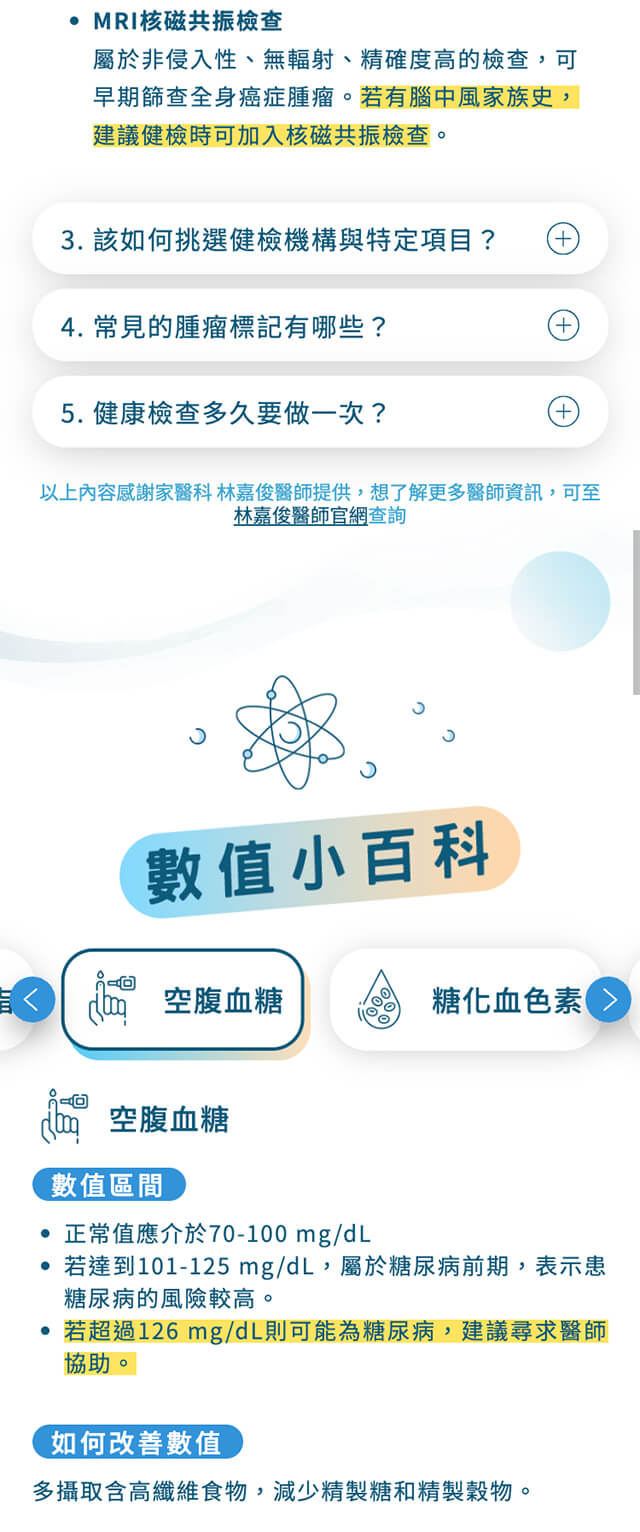 MRI核磁共振檢查
屬於非侵入性、無輻射、精確度高的檢查，可
早期篩查全身癌症腫瘤。若有腦中風家族史，
建議健檢時可加入核磁共振檢查。
3. 該如何挑選健檢機構與特定項目？
4. 常見的腫瘤標記有哪些？
5. 健康檢查多久要做一次？
以上內容感謝家醫科 林嘉俊醫師提供，想了解更多醫師資訊，可至
林嘉俊醫師官網查詢
數值小百科
空腹血糖
糖化血色素
空腹血糖
數值區間
正常值應介於70-100 mg/dL
若達到101-125 mg/dL，屬於糖尿病前期，表示患
糖尿病的風險較高。
若超過126 mg/dL則可能為糖尿病，建議尋求醫師
協助。
如何改善數值
多攝取含高纖維食物，減少精製糖和精製穀物。